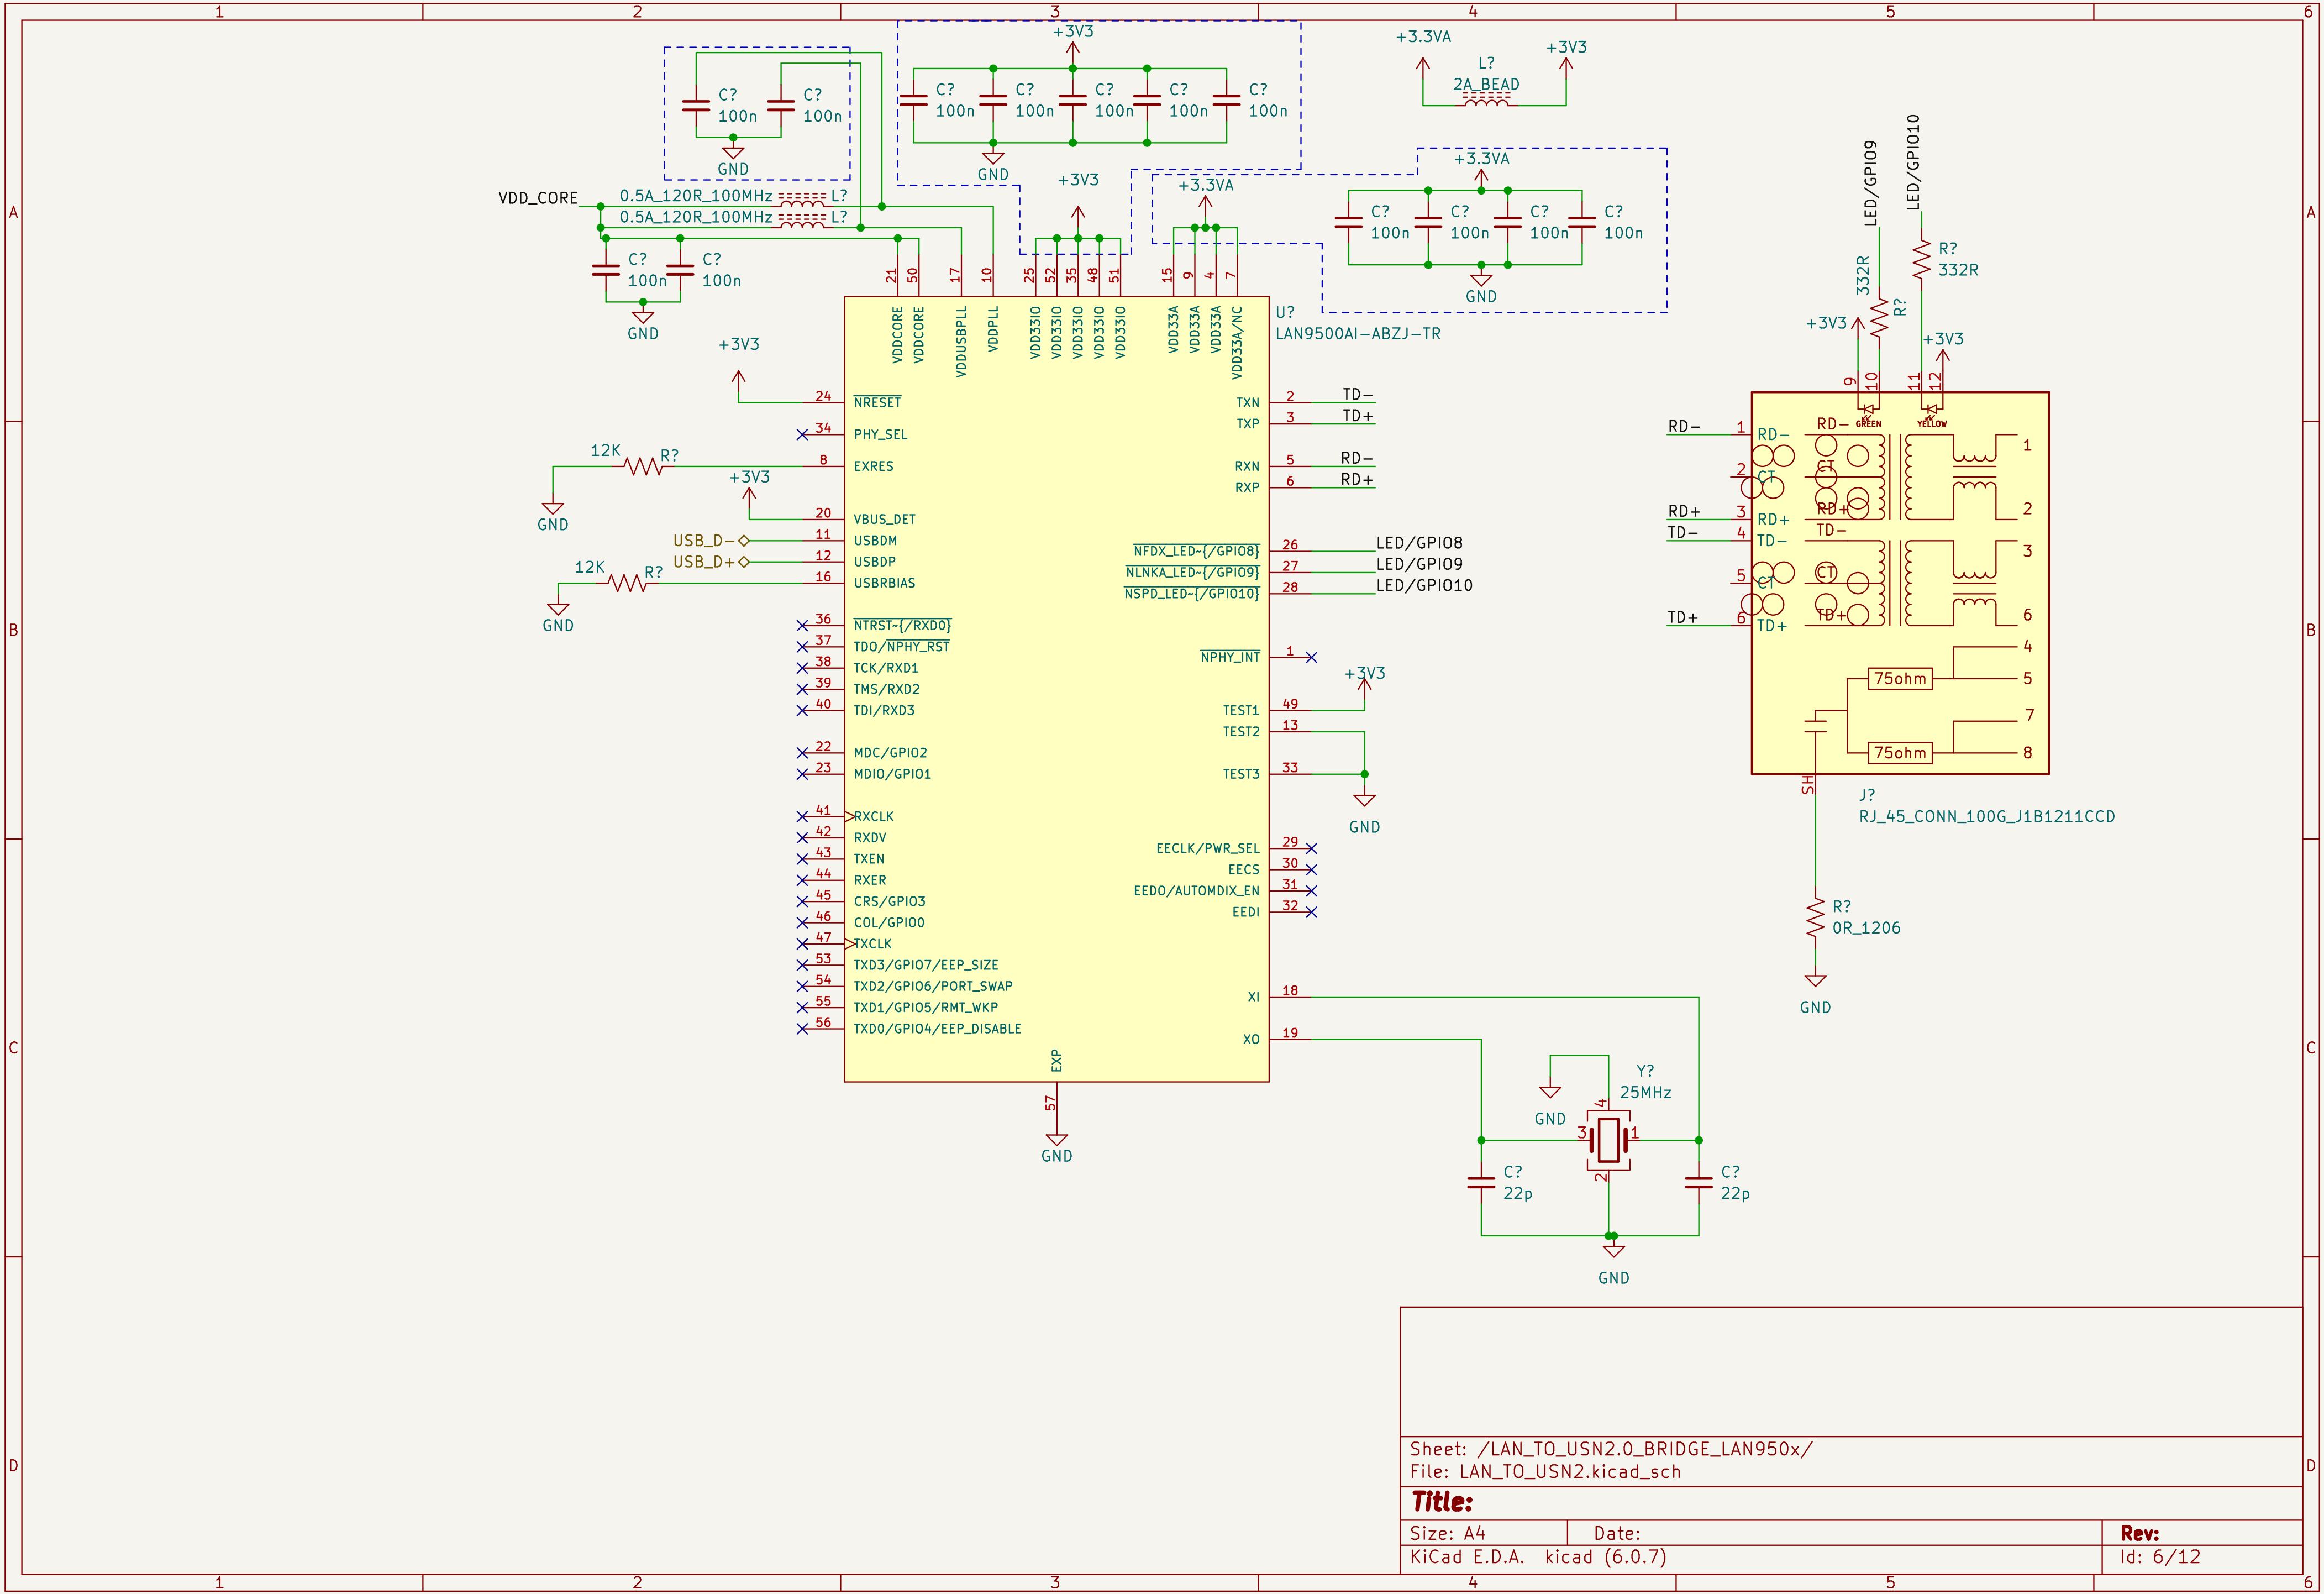 1 2 3 4 5 6
A
B
C
D
+3V3
C? 100n
C? 100n
GND
C? 100n
C? 100n
C? 100n
C? 100n
C? 100n
GND
+3.3VA
L?
2A_BEAD
+3V3
VDD_CORE
0.5A_120R_100MHz L?
0.5A_120R_100MHz L?
C? 100n
C? 100n
GND
+3V3
+3.3VA
+3.3VA
C? 100n
C? 100n
C? 100n
C? 100n
GND
LED/GPIO9
LED/GPIO10
332R
R?
R?
332R
+3V3
+3V3
U?
LAN9500AI-ABZJ-TR
21 VDDCORE
50 VDDCORE
17 VDDUSBPLL
10 VDDPLL
25 VDD33IO
52 VDD33IO
35 VDD33IO
48 VDD33IO
51 VDD33IO
15 VDD33A
9 VDD33A
4 VDD33A
7 VDD33A/NC
+3V3
24 NRESET
34 PHY_SEL
12K R?
8 EXRES
GND
+3V3
20 VBUS_DET
USB_D- 11 USBDM
USB_D+ 12 USBDP
12K R?
16 USBRBIAS
GND
36 NTRST~{/RXD0}
37 TDO/NPHY_RST
38 TCK/RXD1
39 TMS/RXD2
40 TDI/RXD3
22 MDC/GPIO2
23 MDIO/GPIO1
41 RXCLK
42 RXDV
43 TXEN
44 RXER
45 CRS/GPIO3
46 COL/GPIO0
47 TXCLK
53 TXD3/GPIO7/EEP_SIZE
54 TXD2/GPIO6/PORT_SWAP
55 TXD1/GPIO5/RMT_WKP
56 TXD0/GPIO4/EEP_DISABLE
EXP
57
GND
TXN 2 TD-
TXP 3 TD+
RXN 5 RD-
RXP 6 RD+
NFDX_LED~{/GPIO8} 26 LED/GPIO8
NLNKA_LED~{/GPIO9} 27 LED/GPIO9
NSPD_LED~{/GPIO10} 28 LED/GPIO10
NPHY_INT 1
+3V3
TEST1 49
TEST2 13
TEST3 33
GND
EECLK/PWR_SEL 29
EECS 30
EEDO/AUTOMDIX_EN 31
EEDI 32
XI 18
XO 19
GND
Y?
25MHz
4
3 1
2
C? 22p
C? 22p
GND
9 10 11 12
GREEN YELLOW
RD- 1 RD- RD- 1
2 CT CT
RD+ 3 RD+ RD+ 2
TD- 4 TD- TD- 3
5 CT CT
TD+ 6 TD+ TD+ 6
4
75ohm 5
7
75ohm 8
SH
J?
RJ_45_CONN_100G_J1B1211CCD
R?
0R_1206
GND
Sheet: /LAN_TO_USN2.0_BRIDGE_LAN950x/
File: LAN_TO_USN2.kicad_sch
Title:
Size: A4 Date: Rev:
KiCad E.D.A. kicad (6.0.7) Id: 6/12
A
B
C
D
1 2 3 4 5 6